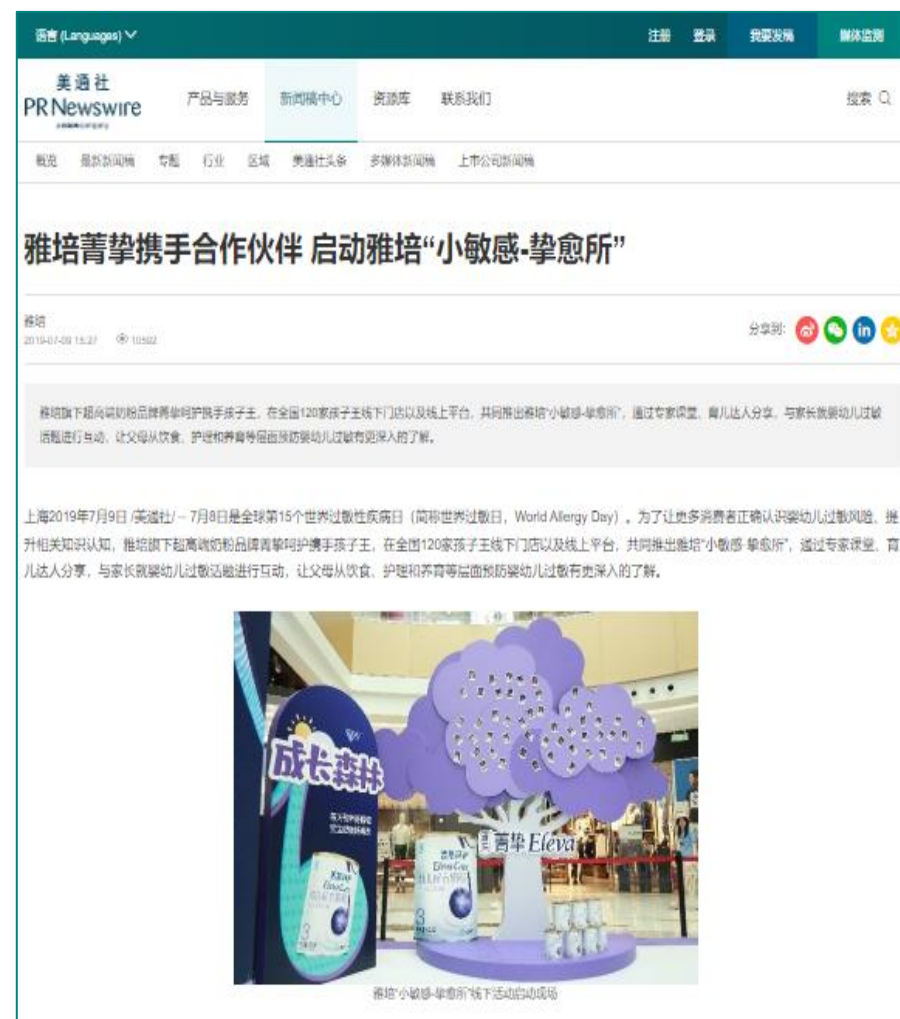 语言 (Languages)
注册 登录 我要发稿 媒体监测
美通社
PR Newswire
产品与服务 新闻稿中心 资源库 联系我们
搜索
概览 最新新闻稿 专题 行业 区域 美通社头条 多媒体新闻稿 上市公司新闻稿
雅培菁挚携手合作伙伴 启动雅培“小敏感-挚愈所”
雅培
2019-07-09 15:27 10592
分享到:
雅培旗下超高端奶粉品牌菁挚呵护携手孩子王，在全国120家孩子王线下门店以及线上平台，共同推出雅培“小敏感-挚愈所”，通过专家课堂、育儿达人分享，与家长就婴幼儿过敏
话题进行互动，让父母从饮食、护理和养育等层面预防婴幼儿过敏有更深入的了解。
上海2019年7月9日 /美通社/ -- 7月8日是全球第15个世界过敏性疾病日（简称世界过敏日，World Allergy Day）。为了让更多消费者正确认识婴幼儿过敏风险、提
升相关知识认知，雅培旗下超高端奶粉品牌菁挚呵护携手孩子王，在全国120家孩子王线下门店以及线上平台，共同推出雅培“小敏感-挚愈所”，通过专家课堂、育
儿达人分享，与家长就婴幼儿过敏话题进行互动，让父母从饮食、护理和养育等层面预防婴幼儿过敏有更深入的了解。
成长森林
菁挚 Eleva
3
3
雅培“小敏感-挚愈所”线下活动启动现场